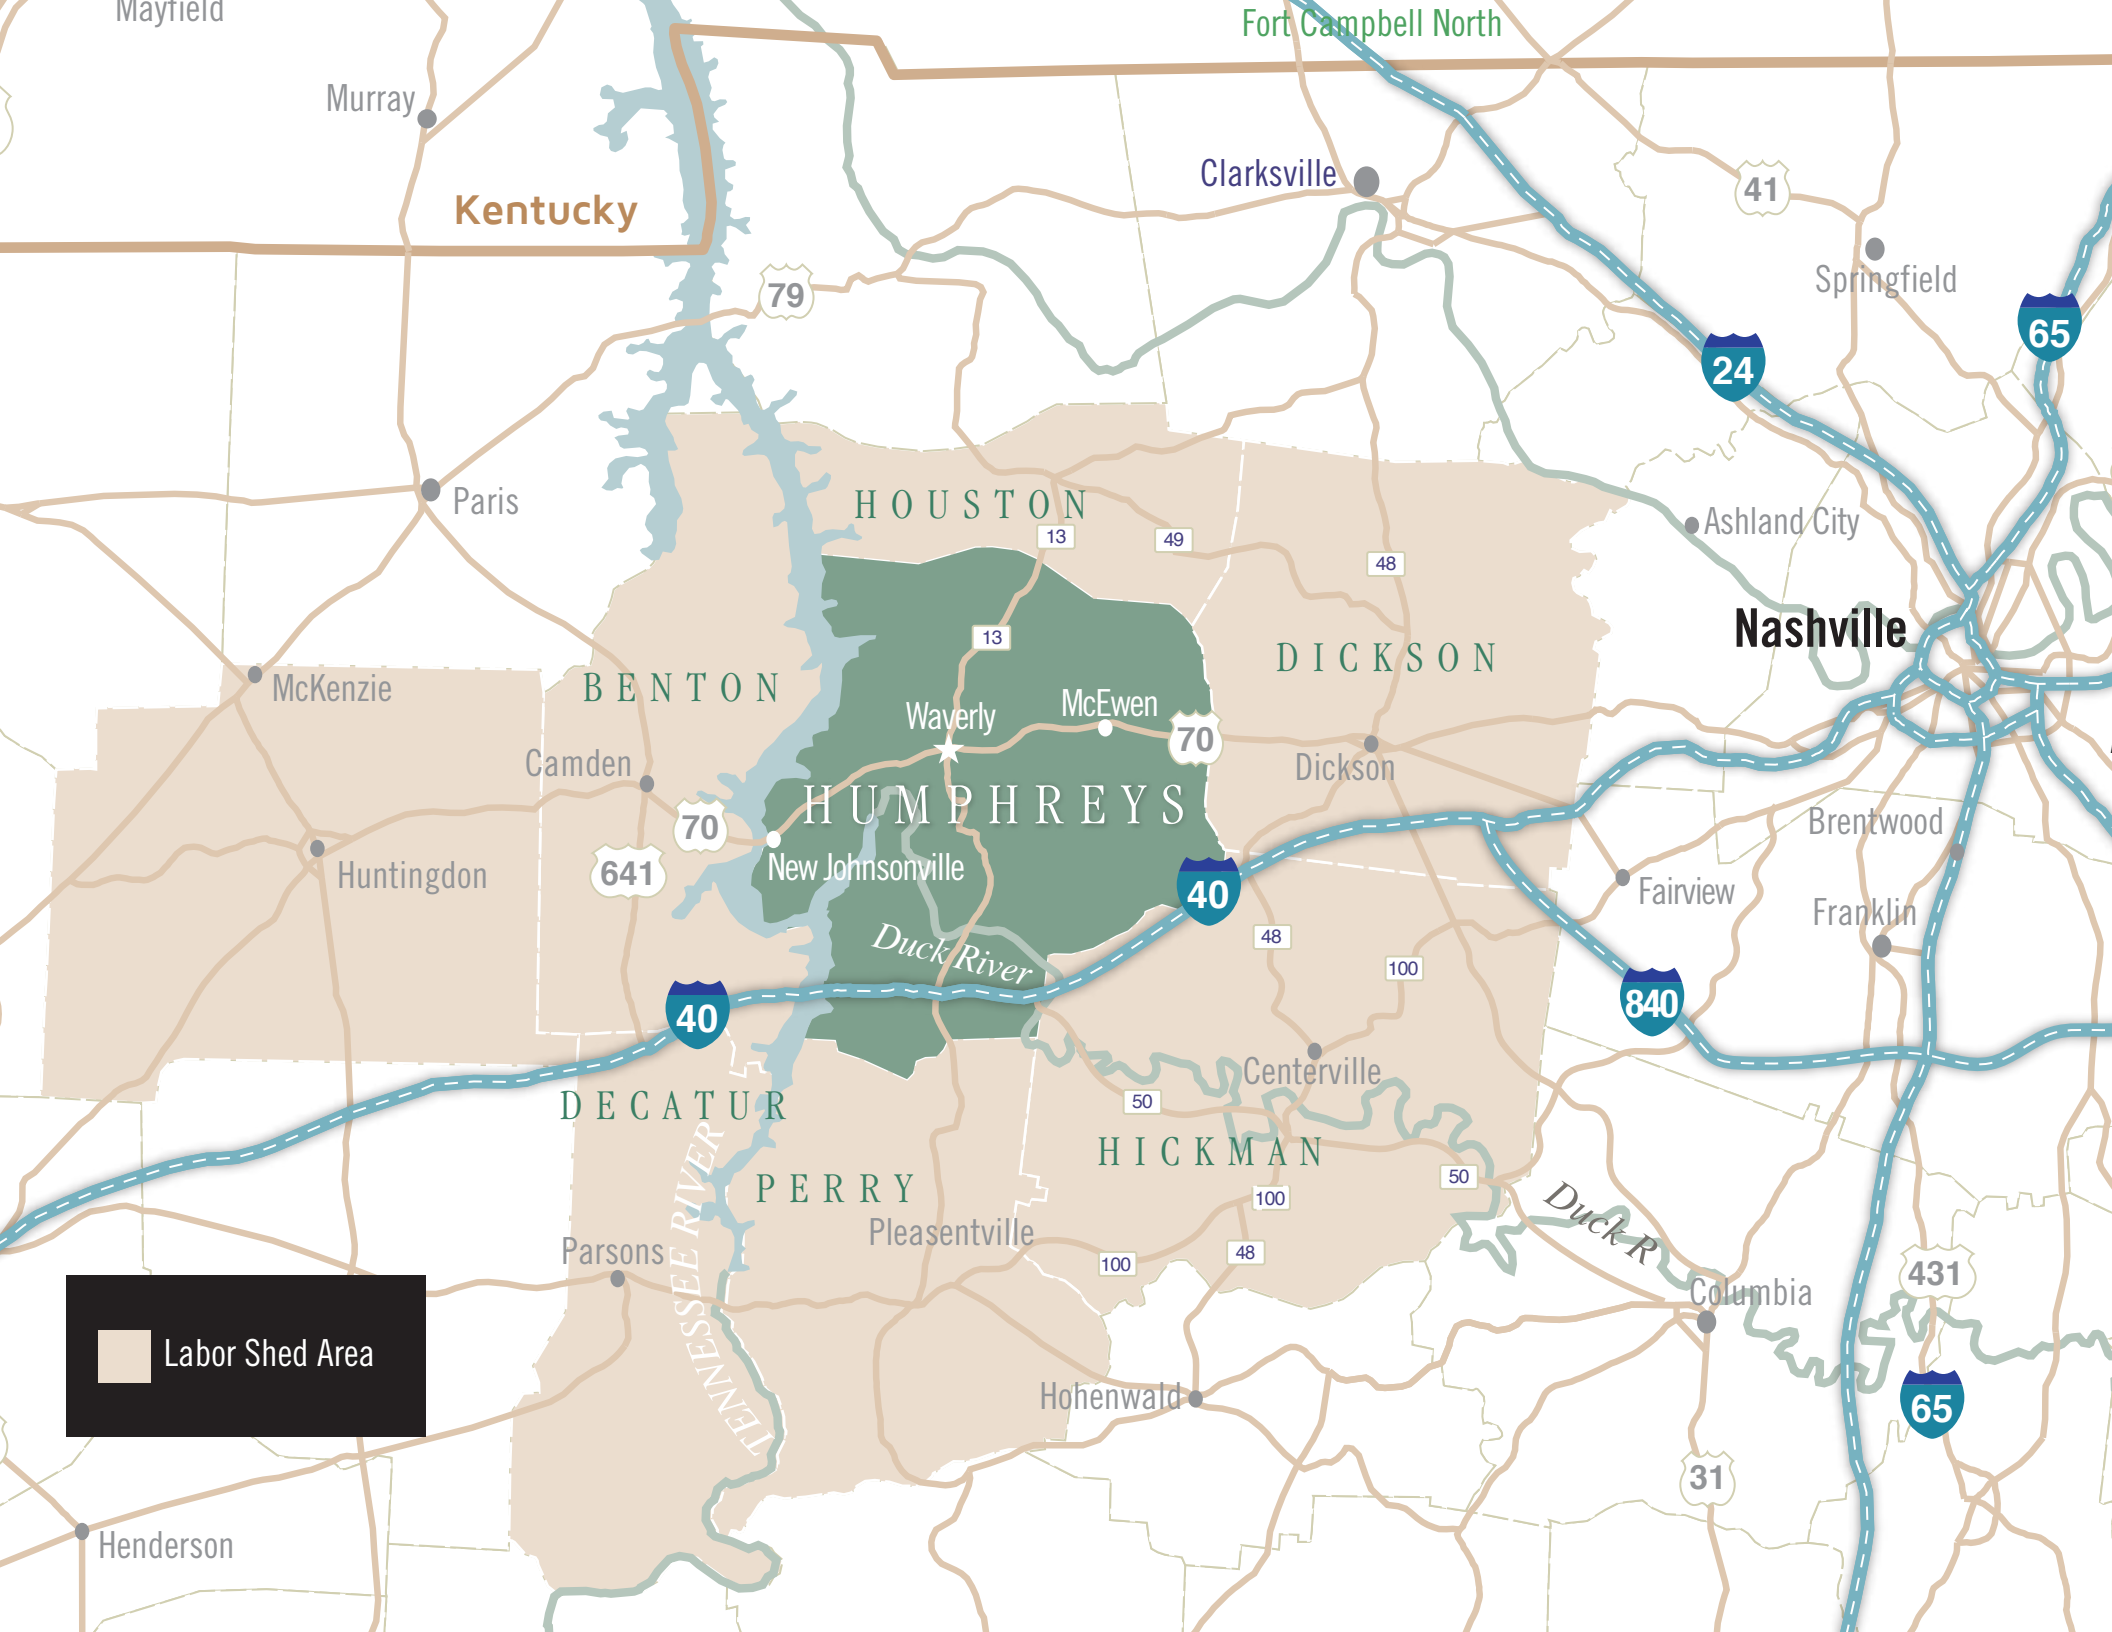 Mayfield
Fort Campbell North
Murray
Clarksville
41
Kentucky
Springfield
79
65
24
Paris
HOUSTON
13
49
48
Ashland City
Nashville
13
DICKSON
McKenzie
BENTON
Waverly
McEwen
70
Camden
Dickson
HUMPHREYS
70
Brentwood
641
New Johnsonville
Huntingdon
40
Fairview
Franklin
Duck River
48
100
840
40
Centerville
DECATUR
50
HICKMAN
TENNESSEE RIVER
PERRY
50
100
Duck R
Pleasentville
Parsons
48
100
431
Columbia
Labor Shed Area
Hohenwald
65
31
Henderson